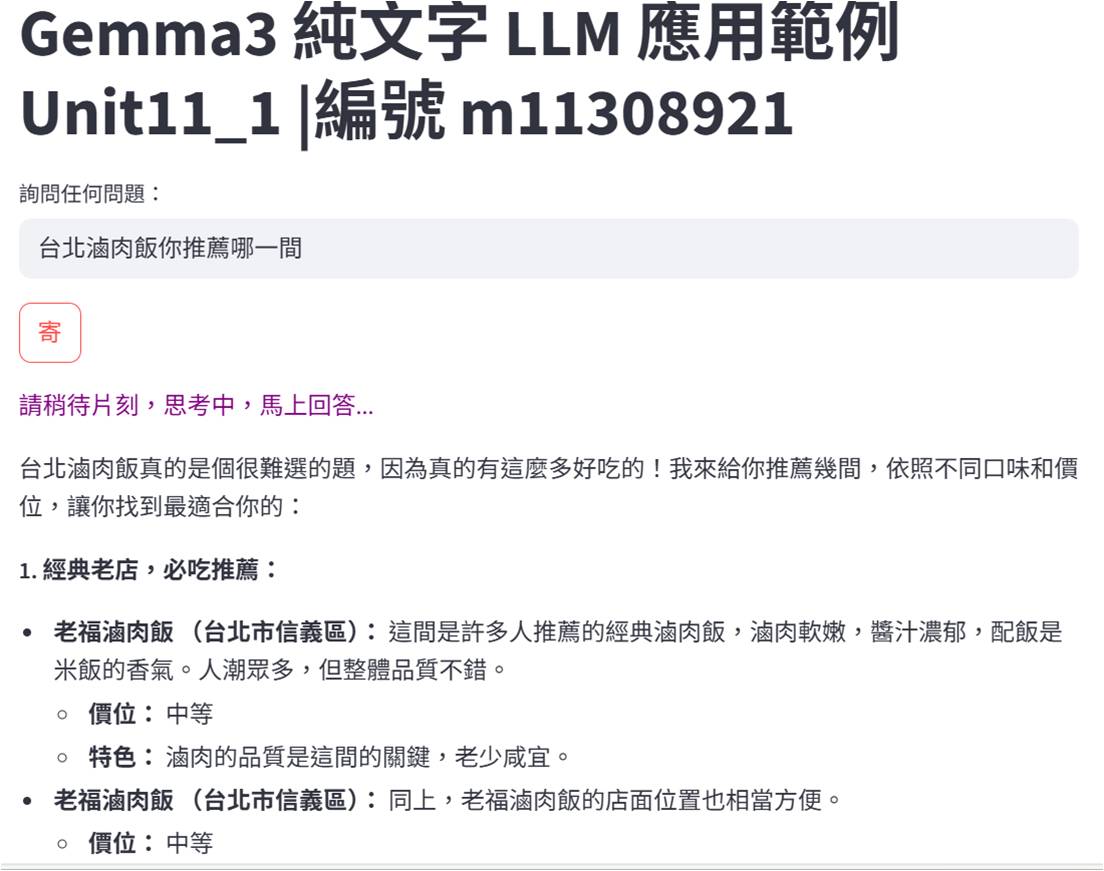 Gemma3 純文字 LLM 應用範例
Unit11_1 |編號 m11308921
詢問任何問題：
台北滷肉飯你推薦哪一間
寄
請稍待片刻，思考中，馬上回答...
台北滷肉飯真的是個很難選的題，因為真的有這麼多好吃的！我來給你推薦幾間，依照不同口味和價
位，讓你找到最適合你的：
1. 經典老店，必吃推薦：
• 老福滷肉飯 （台北市信義區）： 這間是許多人推薦的經典滷肉飯，滷肉軟嫩，醬汁濃郁，配飯是
米飯的香氣。人潮眾多，但整體品質不錯。
○ 價位： 中等
○ 特色： 滷肉的品質是這間的關鍵，老少咸宜。
• 老福滷肉飯 （台北市信義區）： 同上，老福滷肉飯的店面位置也相當方便。
○ 價位： 中等